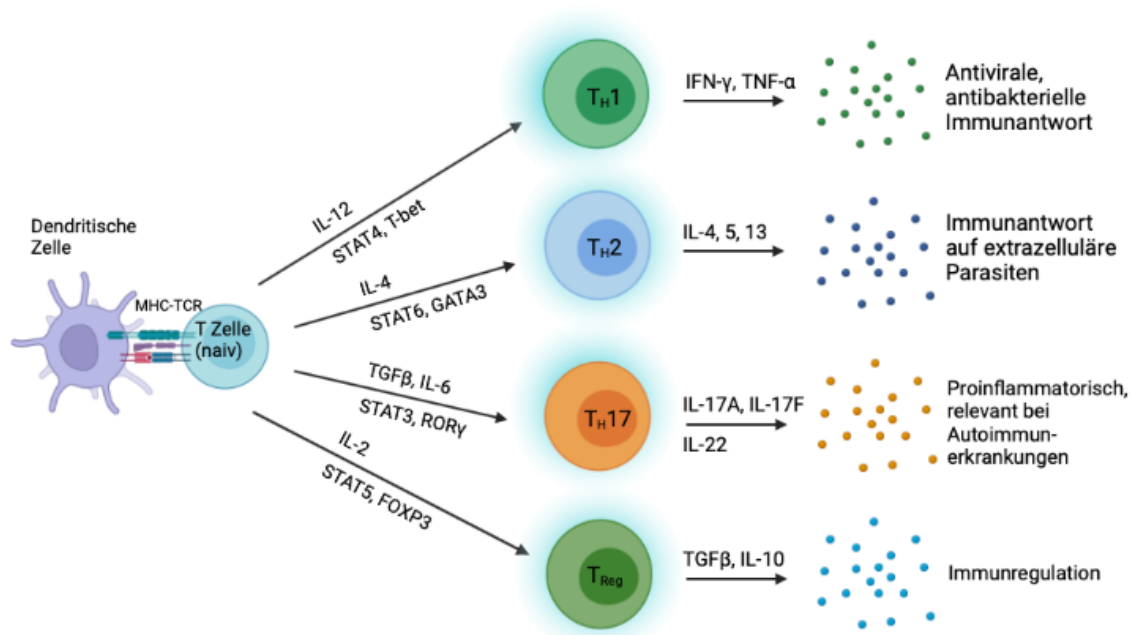 Dendritische
Zelle
MHC-TCR
T Zelle
(naiv)
IL-12
STAT4, T-bet
IL-4
STAT6, GATA3
TGFβ, IL-6
STAT3, RORγ
IL-2
STAT5, FOXP3
TH1
IFN-γ, TNF-α
Antivirale,
antibakterielle
Immunantwort
TH2
IL-4, 5, 13
Immunantwort
auf extrazelluläre
Parasiten
TH17
IL-17A, IL-17F
IL-22
Proinflammatorisch,
relevant bei
Autoimmun-
erkrankungen
TReg
TGFβ, IL-10
Immunregulation